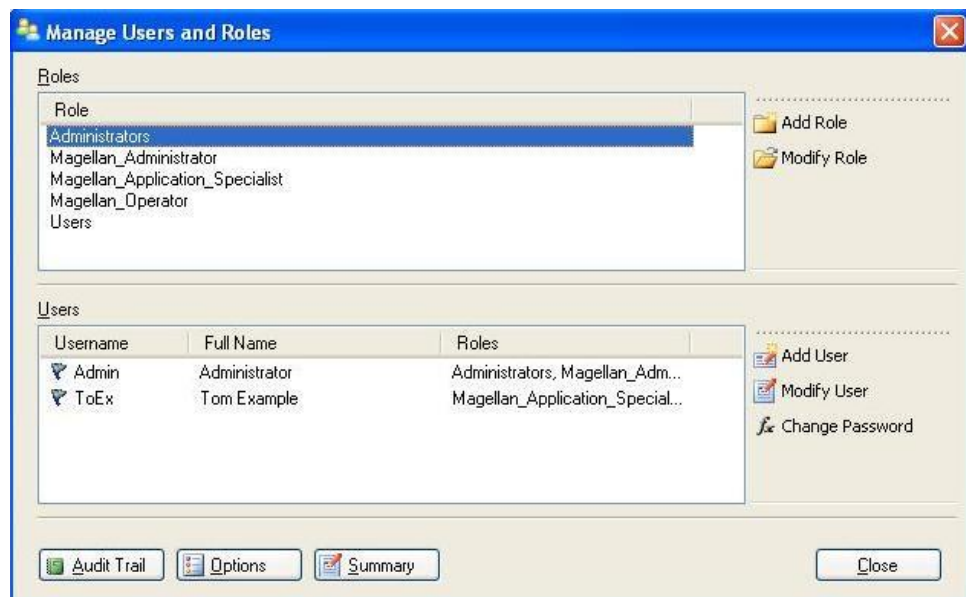 Manage Users and Roles
Roles
Role
Administrators
Magellan_Administrator
Magellan_Application_Specialist
Magellan_Operator
Users
Add Role
Modify Role
Users
Username Full Name Roles
Admin Administrator Administrators, Magellan_Adm...
ToEx Tom Example Magellan_Application_Special...
Add User
Modify User
fx Change Password
Audit Trail Options Summary Close